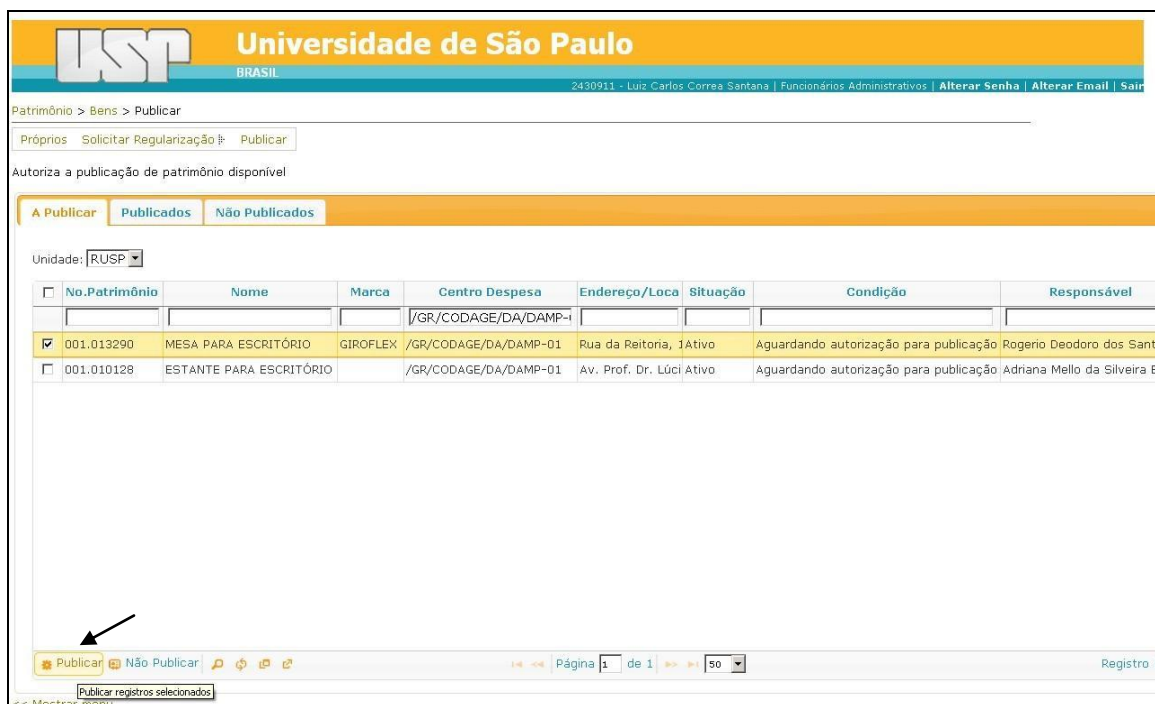 USP
Universidade de São Paulo
BRASIL
2430911 - Luiz Carlos Correa Santana | Funcionários Administrativos | Alterar Senha | Alterar Email | Sair
Patrimônio > Bens > Publicar
Próprios Solicitar Regularização Publicar
Autoriza a publicação de patrimônio disponível
A Publicar Publicados Não Publicados
Unidade: RUSP
No.Patrimônio Nome Marca Centro Despesa Endereço/Loca Situação Condição Responsável
/GR/CODAGE/DA/DAMP-
001.013290 MESA PARA ESCRITÓRIO GIROFLEX /GR/CODAGE/DA/DAMP-01 Rua da Reitoria, 1 Ativo Aguardando autorização para publicação Rogerio Deodoro dos Sant
001.010128 ESTANTE PARA ESCRITÓRIO /GR/CODAGE/DA/DAMP-01 Av. Prof. Dr. Lúci Ativo Aguardando autorização para publicação Adriana Mello da Silveira
Publicar Não Publicar Página 1 de 1 50 Registro
Publicar registros selecionados
<< Mostrar menu